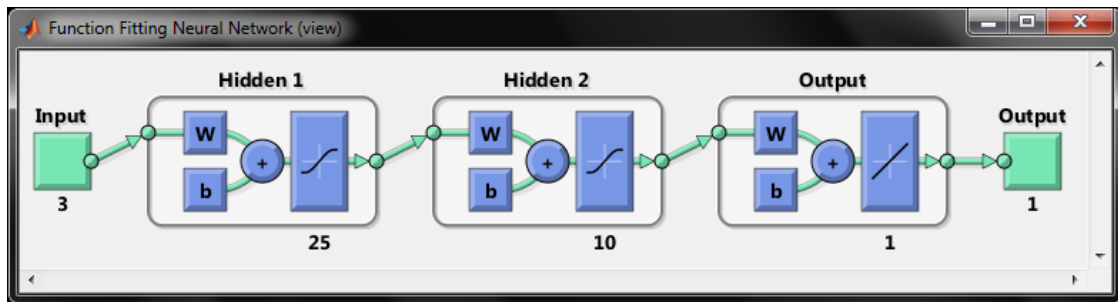 Function Fitting Neural Network (view)
Hidden 1
Hidden 2
Output
Input
Output
W
b
+
W
b
+
W
b
+
3
25
10
1
1